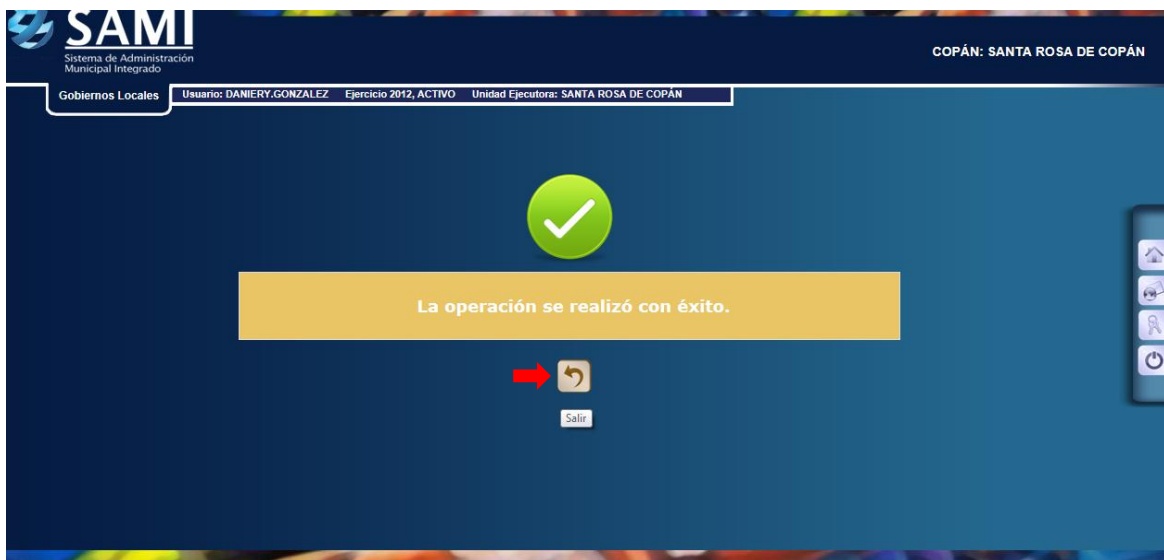 SAMI
Sistema de Administración
Municipal Integrado
COPÁN: SANTA ROSA DE COPÁN
Gobiernos Locales
Usuario: DANIERY.GONZALEZ Ejercicio 2012, ACTIVO Unidad Ejecutora: SANTA ROSA DE COPÁN
La operación se realizó con éxito.
Salir